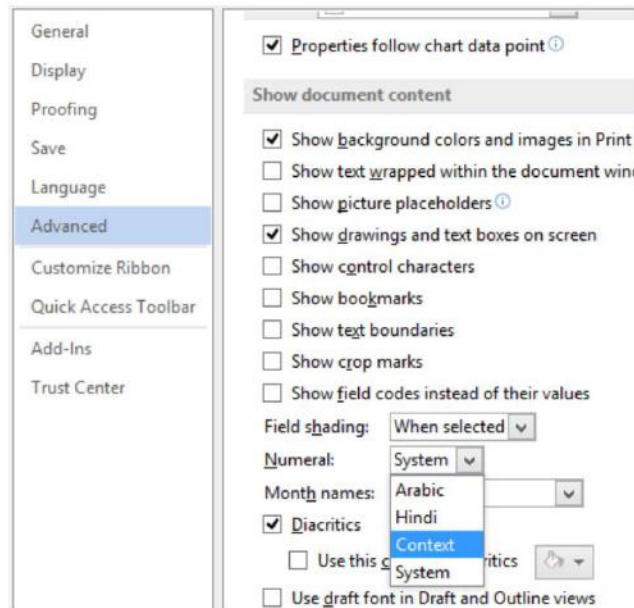 General
Display
Proofing
Save
Language
Advanced
Customize Ribbon
Quick Access Toolbar
Add-Ins
Trust Center
Properties follow chart data point
Show document content
Show background colors and images in Print
Show text wrapped within the document
Show picture placeholders
Show drawings and text boxes on screen
Show control characters
Show bookmarks
Show text boundaries
Show crop marks
Show field codes instead of their values
Field shading: When selected
Numeral: System
Month names: Arabic
Hindi
Diacritics
Context
Use this
System
Use draft font in Draft and Outline views